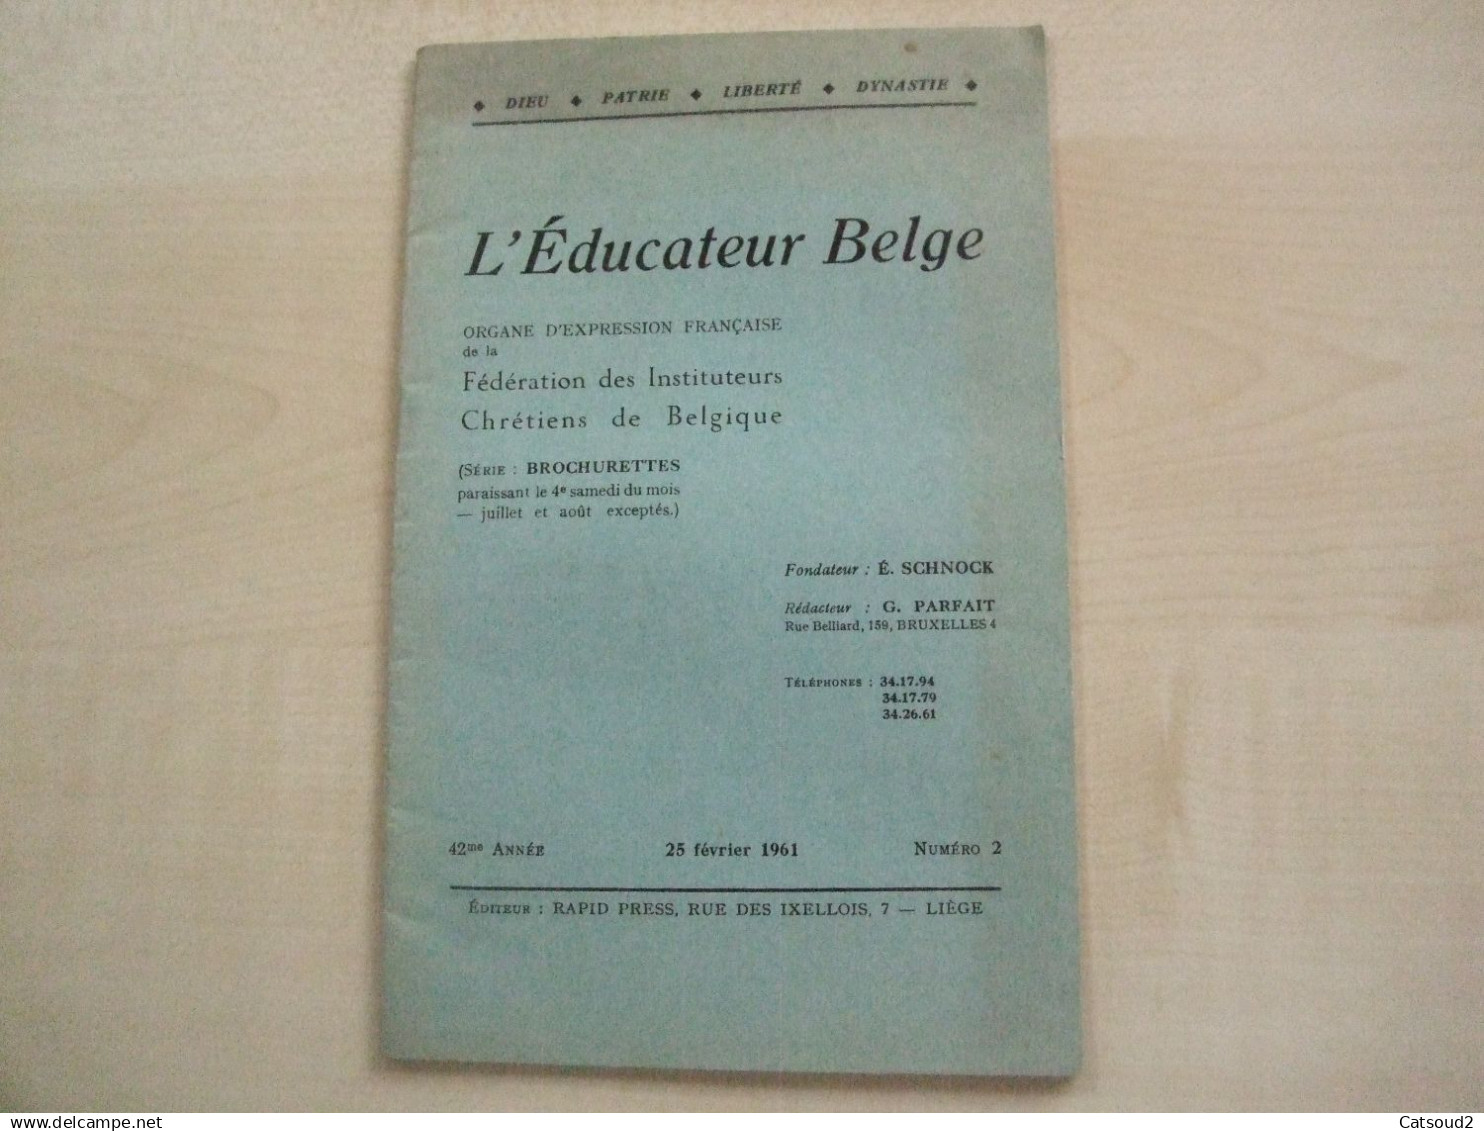 ◆ DIEU ◆ PATRIE ◆ LIBERTÉ ◆ DYNASTIE ◆
L'Éducateur Belge
ORGANE D'EXPRESSION FRANÇAISE
de la
Fédération des Instituteurs
Chrétiens de Belgique
(SÉRIE : BROCHURETTES
paraissant le 4e samedi du mois
— juillet et août exceptés.)
Fondateur : É. SCHNOCK
Rédacteur : G. PARFAIT
Rue Belliard, 159, BRUXELLES 4
TÉLÉPHONES : 34.17.94
34.17.79
34.26.61
42me ANNÉE 25 février 1961 NUMÉRO 2
ÉDITEUR : RAPID PRESS, RUE DES IXELLOIS, 7 — LIÈGE
delcampe.net
Catsoud2